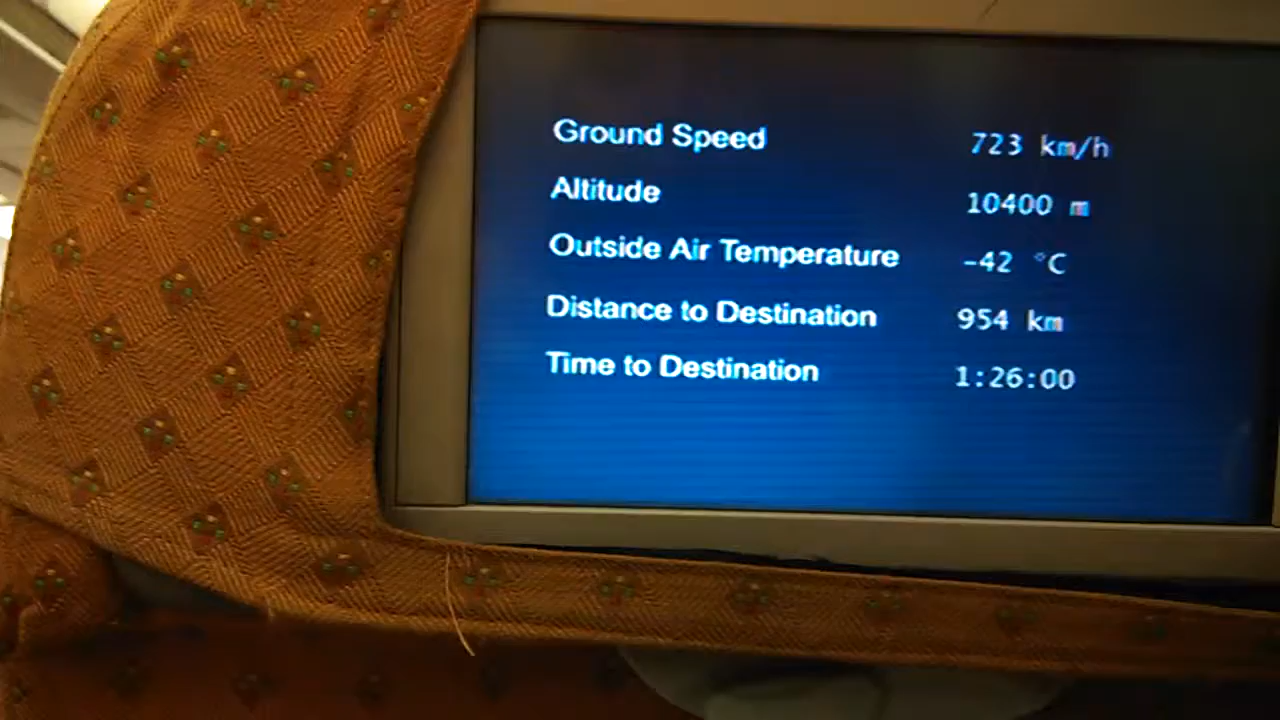 Ground Speed 723 km/h
Altitude 10400 m
Outside Air Temperature -42 °C
Distance to Destination 954 km
Time to Destination 1:26:00